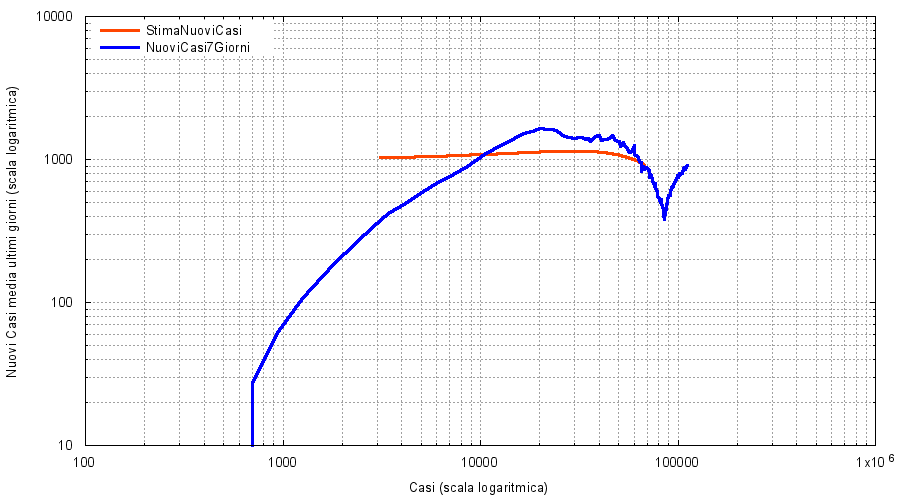 10000
StimaNuoviCasi
NuoviCasi7Giorni
1000
100
10
Nuovi Casi media ultimi giorni (scala logaritmica)
100
1000
10000
100000
1x10 6
Casi (scala logaritmica)